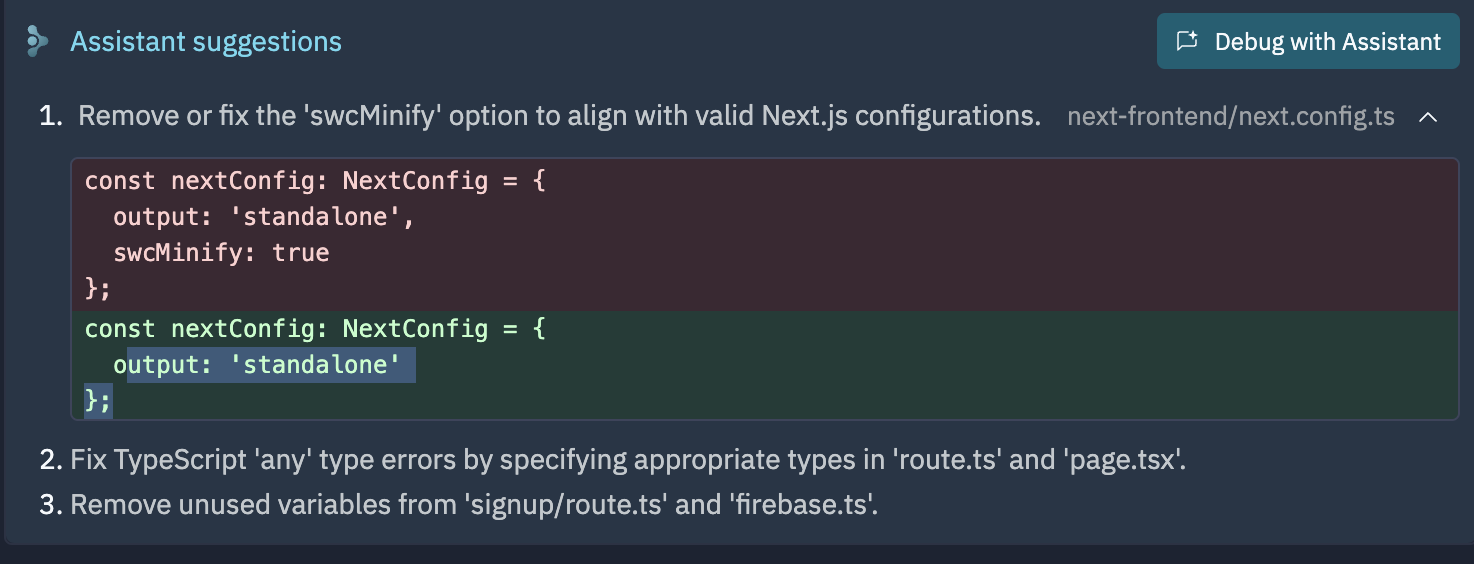 Assistant suggestions
Debug with Assistant
1. Remove or fix the 'swcMinify' option to align with valid Next.js configurations. next-frontend/next.config.ts
const nextConfig: NextConfig = {
  output: 'standalone',
  swcMinify: true
};
const nextConfig: NextConfig = {
  output: 'standalone'
};
2. Fix TypeScript 'any' type errors by specifying appropriate types in 'route.ts' and 'page.tsx'.
3. Remove unused variables from 'signup/route.ts' and 'firebase.ts'.